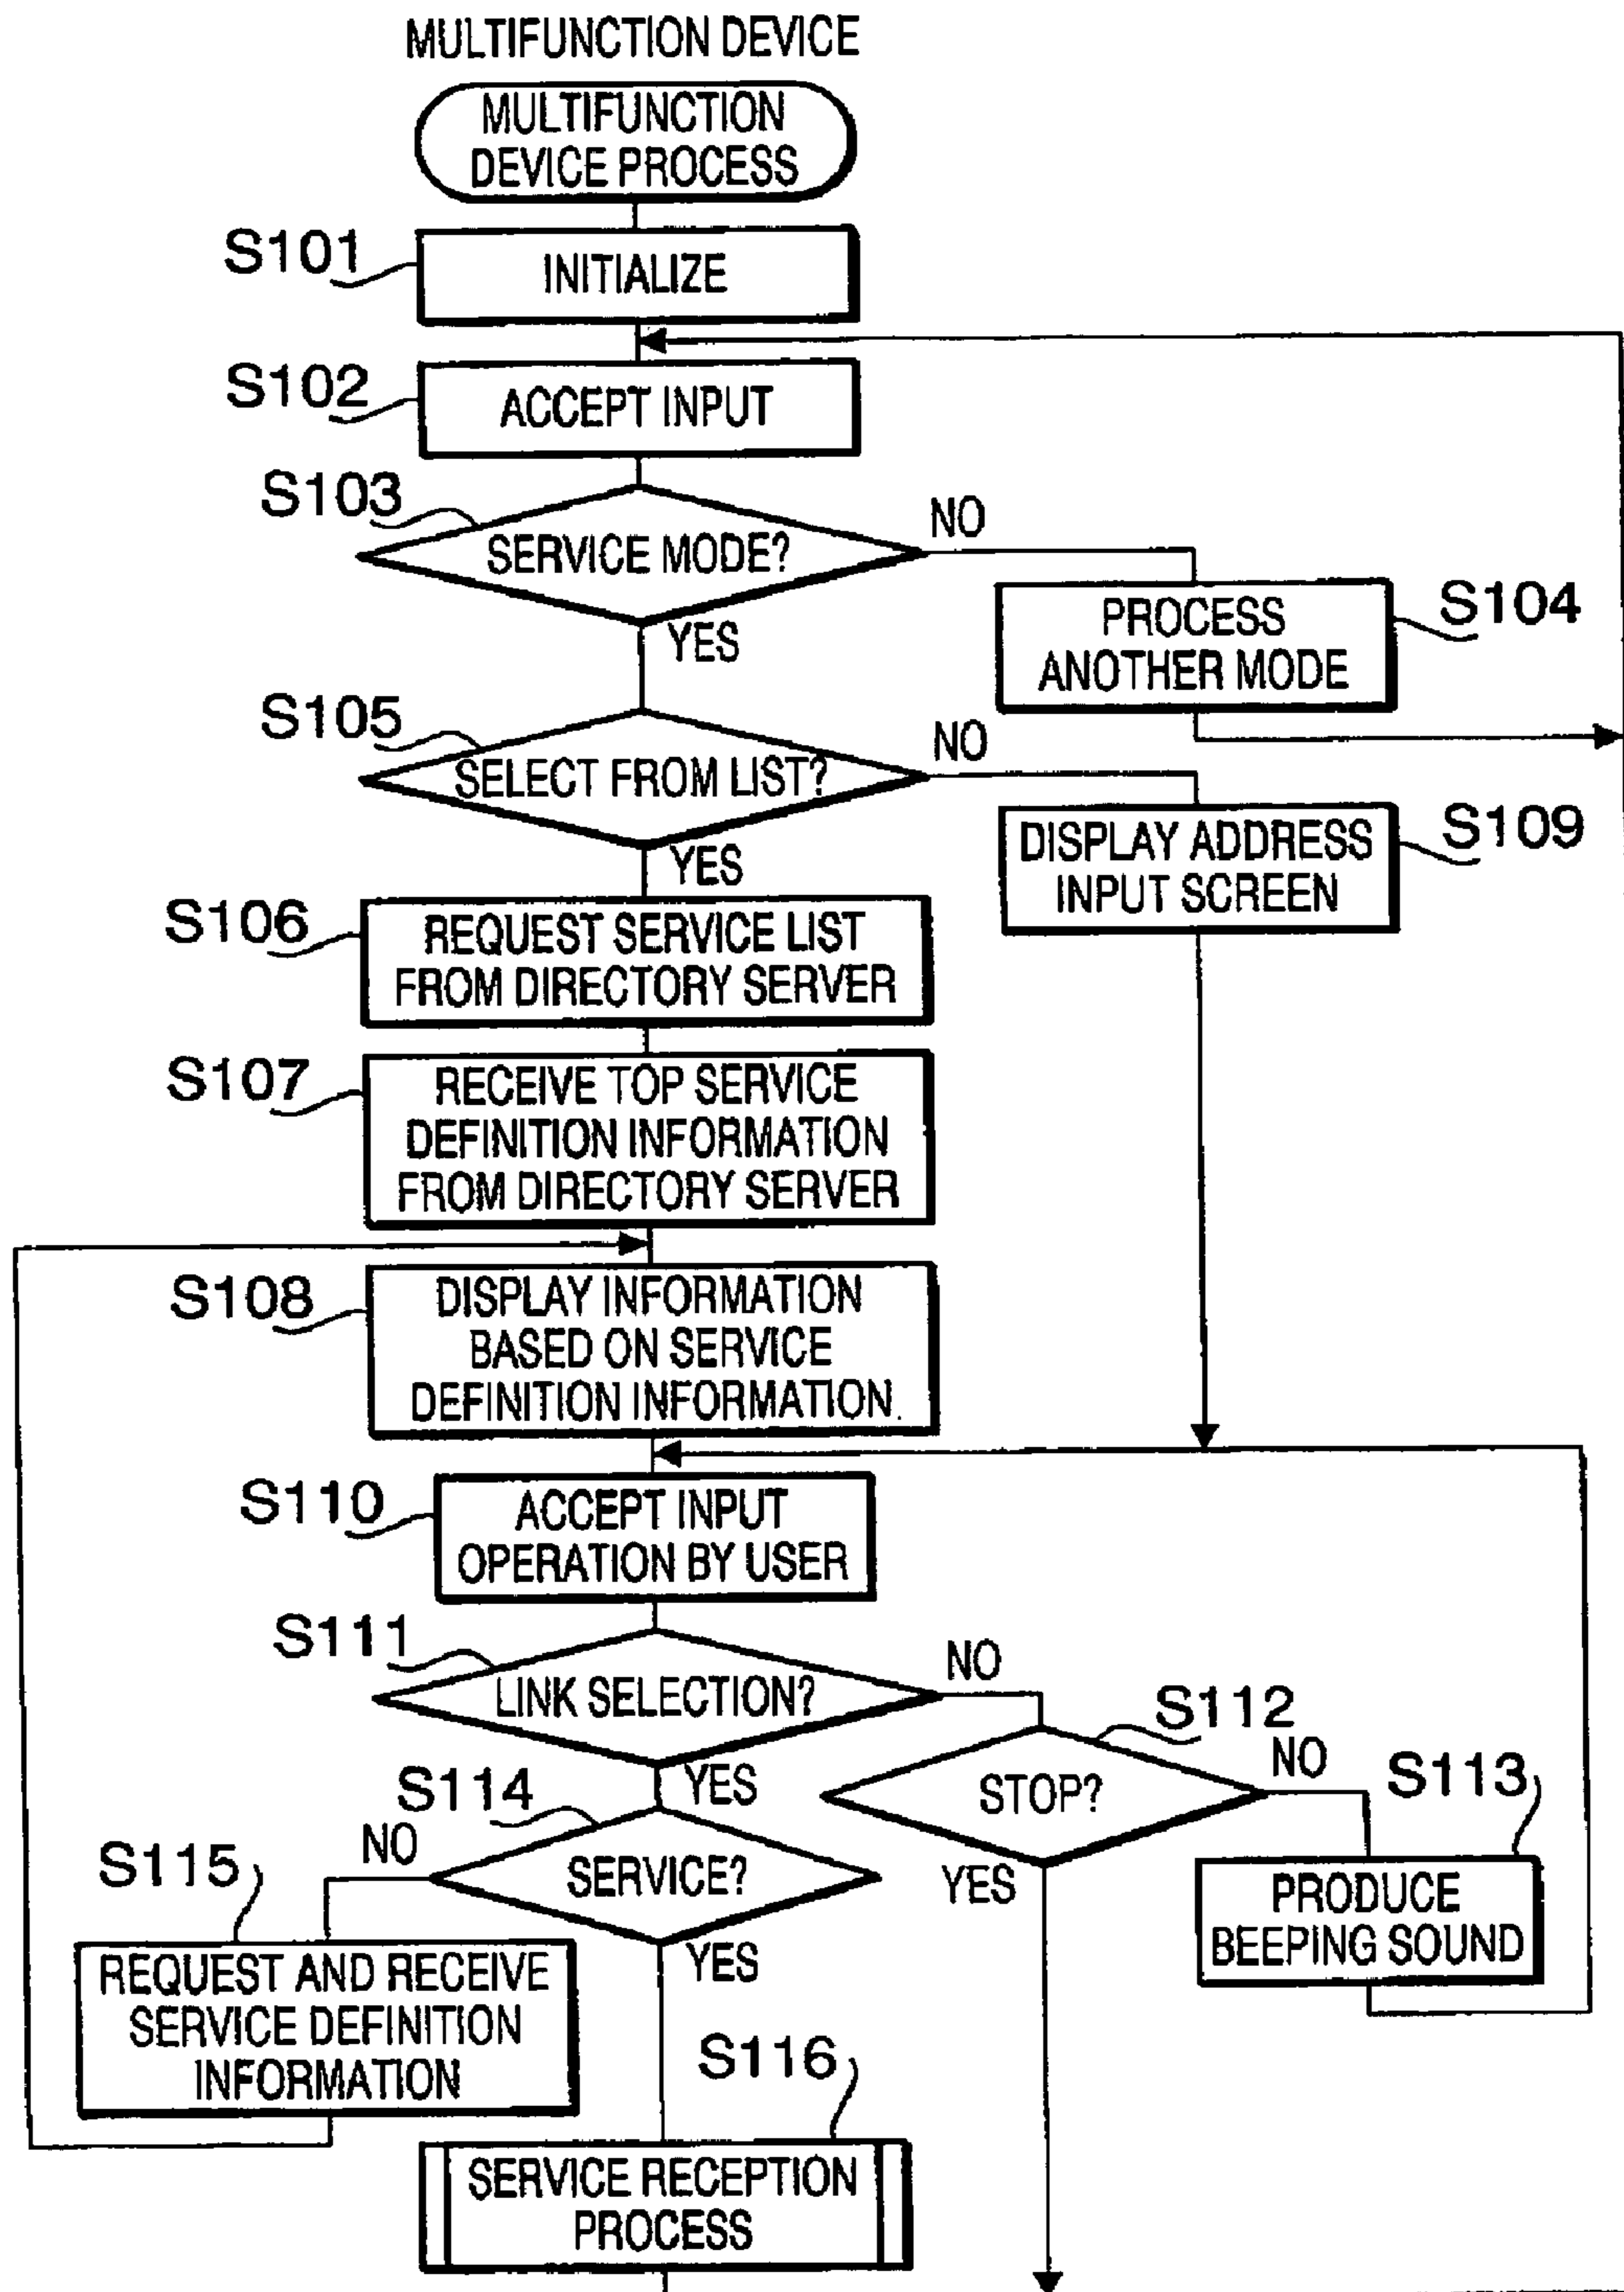 MULTIFUNCTION DEVICE
MULTIFUNCTION
DEVICE PROCESS
S101
INITIALIZE
S102
ACCEPT INPUT
S103
SERVICE MODE?
NO
YES
S104
PROCESS
ANOTHER MODE
S105
SELECT FROM LIST?
NO
YES
S109
DISPLAY ADDRESS
INPUT SCREEN
S106
REQUEST SERVICE LIST
FROM DIRECTORY SERVER
S107
RECEIVE TOP SERVICE
DEFINITION INFORMATION
FROM DIRECTORY SERVER
S108
DISPLAY INFORMATION
BASED ON SERVICE
DEFINITION INFORMATION.
S110
ACCEPT INPUT
OPERATION BY USER
S111
LINK SELECTION?
NO
YES
S112
STOP?
NO
YES
S113
PRODUCE
BEEPING SOUND
S114
SERVICE?
NO
YES
S115
REQUEST AND RECEIVE
SERVICE DEFINITION
INFORMATION
S116
SERVICE RECEPTION
PROCESS